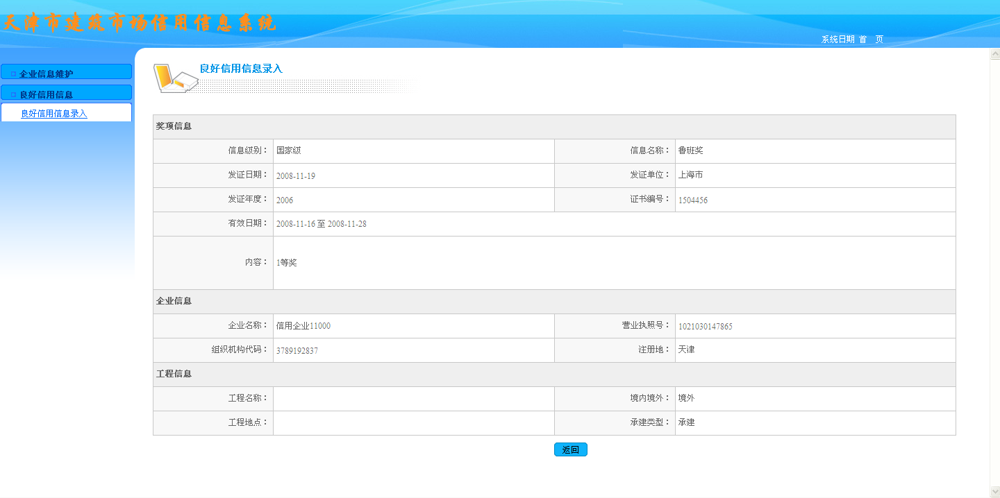 天津市建筑市场信用信息系统
系统日期 首 页
企业信息维护
良好信用信息
良好信用信息录入
良好信用信息录入
奖项信息
信息级别： 国家级 信息名称： 鲁班奖
发证日期： 2008-11-19 发证单位： 上海市
发证年度： 2006 证书编号： 1504456
有效日期： 2008-11-16 至 2008-11-28
内容： 1等奖
企业信息
企业名称： 信用企业11000 营业执照号： 1021030147865
组织机构代码： 3789192837 注册地： 天津
工程信息
工程名称： 境内境外： 境外
工程地点： 承建类型： 承建
返回